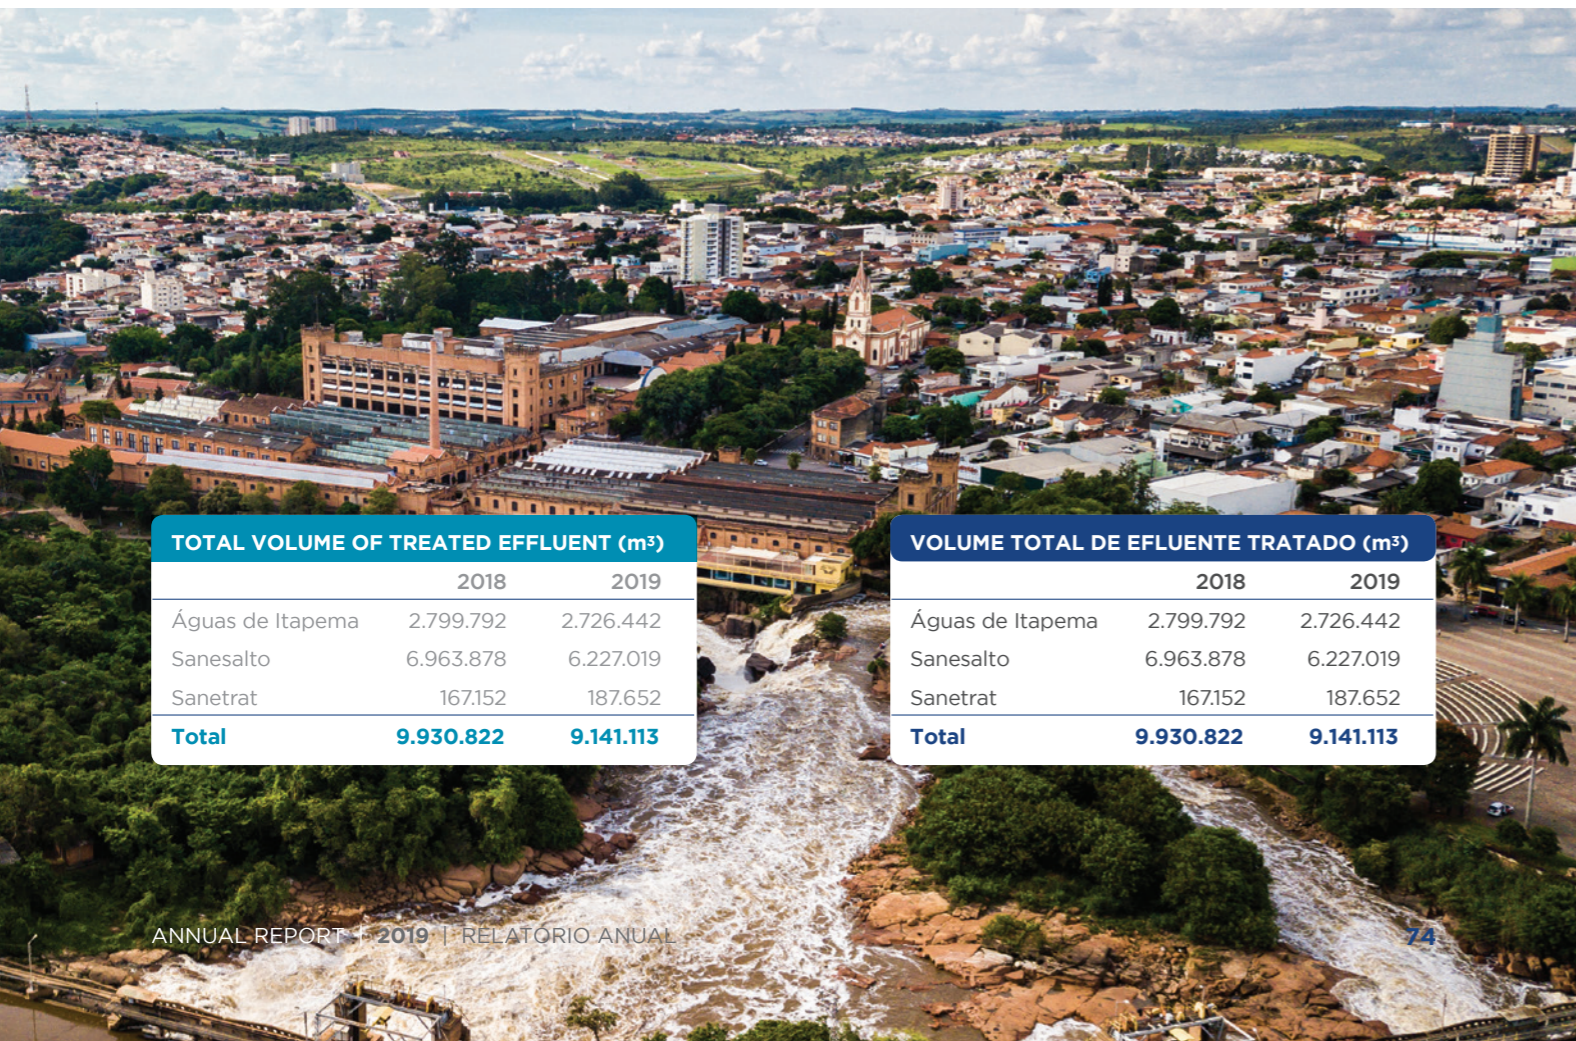 TOTAL VOLUME OF TREATED EFFLUENT (m³)
2018 2019
Águas de Itapema 2.799.792 2.726.442
Sanesalto 6.963.878 6.227.019
Sanetrat 167.152 187.652
Total 9.930.822 9.141.113
VOLUME TOTAL DE EFLUENTE TRATADO (m³)
2018 2019
Águas de Itapema 2.799.792 2.726.442
Sanesalto 6.963.878 6.227.019
Sanetrat 167.152 187.652
Total 9.930.822 9.141.113
ANNUAL REPORT | 2019 | RELATÓRIO ANUAL
74